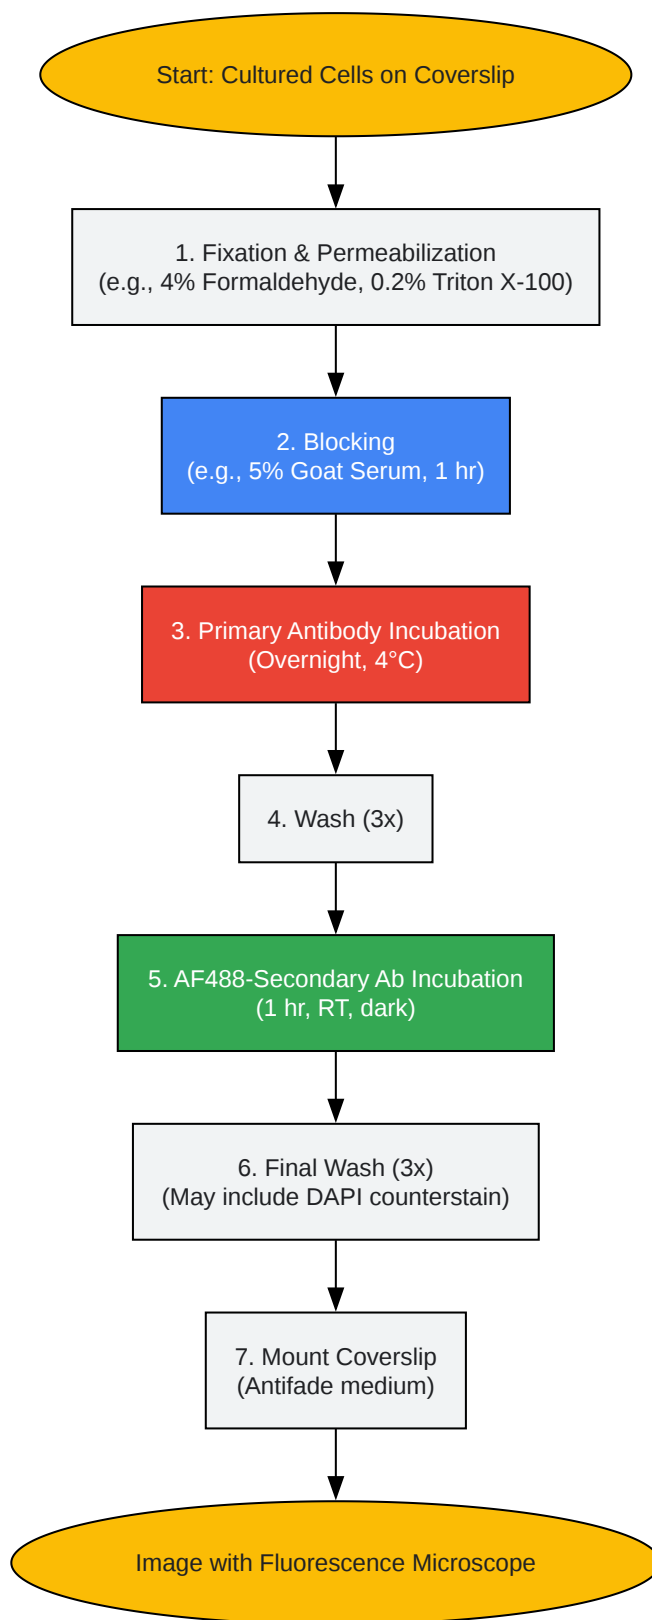 Start: Cultured Cells on Coverslip
1. Fixation & Permeabilization
(e.g., 4% Formaldehyde, 0.2% Triton X-100)
2. Blocking
(e.g., 5% Goat Serum, 1 hr)
3. Primary Antibody Incubation
(Overnight, 4°C)
4. Wash (3x)
5. AF488-Secondary Ab Incubation
(1 hr, RT, dark)
6. Final Wash (3x)
(May include DAPI counterstain)
7. Mount Coverslip
(Antifade medium)
Image with Fluorescence Microscope